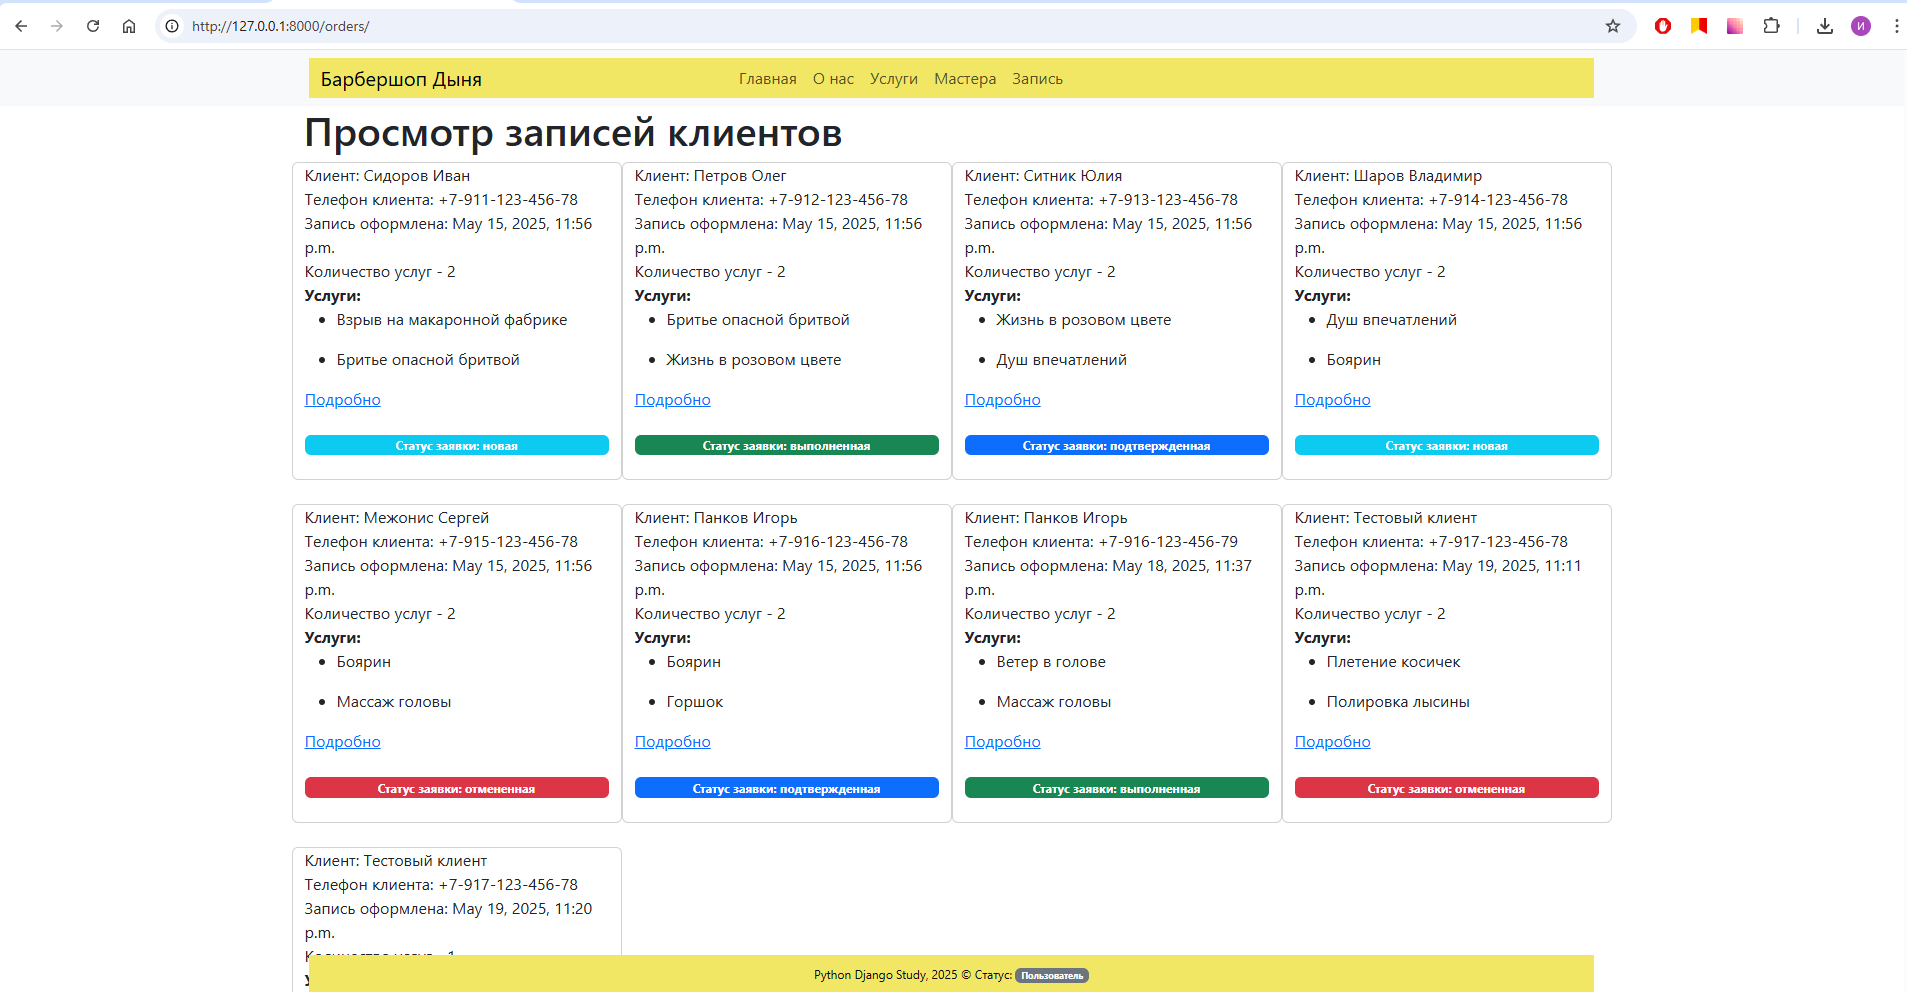 http://127.0.0.1:8000/orders/
И
Барбершоп Дыня
Главная О нас Услуги Мастера Запись
Просмотр записей клиентов
Клиент: Сидоров Иван
Телефон клиента: +7-911-123-456-78
Запись оформлена: May 15, 2025, 11:56
p.m.
Количество услуг - 2
Услуги:
Взрыв на макаронной фабрике
Бритье опасной бритвой
Подробно
Статус заявки: новая
Клиент: Петров Олег
Телефон клиента: +7-912-123-456-78
Запись оформлена: May 15, 2025, 11:56
p.m.
Количество услуг - 2
Услуги:
Бритье опасной бритвой
Жизнь в розовом цвете
Подробно
Статус заявки: выполненная
Клиент: Ситник Юлия
Телефон клиента: +7-913-123-456-78
Запись оформлена: May 15, 2025, 11:56
p.m.
Количество услуг - 2
Услуги:
Жизнь в розовом цвете
Душ впечатлений
Подробно
Статус заявки: подтвержденная
Клиент: Шаров Владимир
Телефон клиента: +7-914-123-456-78
Запись оформлена: May 15, 2025, 11:56
p.m.
Количество услуг - 2
Услуги:
Душ впечатлений
Боярин
Подробно
Статус заявки: новая
Клиент: Межонис Сергей
Телефон клиента: +7-915-123-456-78
Запись оформлена: May 15, 2025, 11:56
p.m.
Количество услуг - 2
Услуги:
Боярин
Массаж головы
Подробно
Статус заявки: отмененная
Клиент: Панков Игорь
Телефон клиента: +7-916-123-456-78
Запись оформлена: May 15, 2025, 11:56
p.m.
Количество услуг - 2
Услуги:
Боярин
Горшок
Подробно
Статус заявки: подтвержденная
Клиент: Панков Игорь
Телефон клиента: +7-916-123-456-79
Запись оформлена: May 18, 2025, 11:37
p.m.
Количество услуг - 2
Услуги:
Ветер в голове
Массаж головы
Подробно
Статус заявки: выполненная
Клиент: Тестовый клиент
Телефон клиента: +7-917-123-456-78
Запись оформлена: May 19, 2025, 11:11
p.m.
Количество услуг - 2
Услуги:
Плетение косичек
Полировка лысины
Подробно
Статус заявки: отмененная
Клиент: Тестовый клиент
Телефон клиента: +7-917-123-456-78
Запись оформлена: May 19, 2025, 11:20
p.m.
Python Django Study, 2025 © Статус: Пользователь